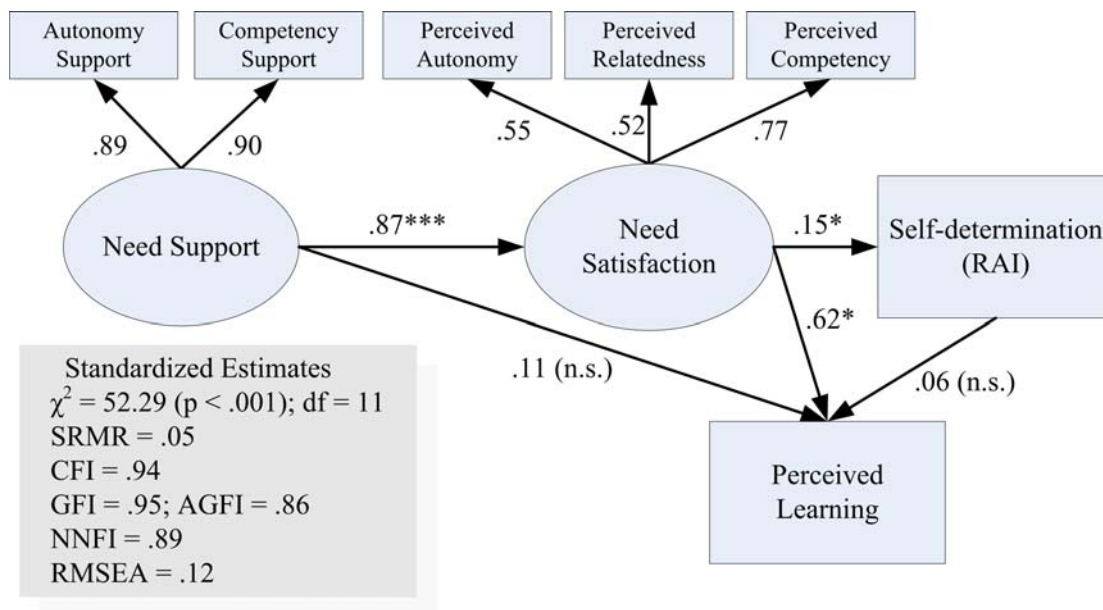 Autonomy
Support
Competency
Support
Perceived
Autonomy
Perceived
Relatedness
Perceived
Competency
.89
.90
.55
.52
.77
Need Support
.87***
Need
Satisfaction
.15*
Self-determination
(RAI)
.62*
.11 (n.s.)
.06 (n.s.)
Standardized Estimates
χ² = 52.29 (p < .001); df = 11
SRMR = .05
CFI = .94
GFI = .95; AGFI = .86
NNFI = .89
RMSEA = .12
Perceived
Learning